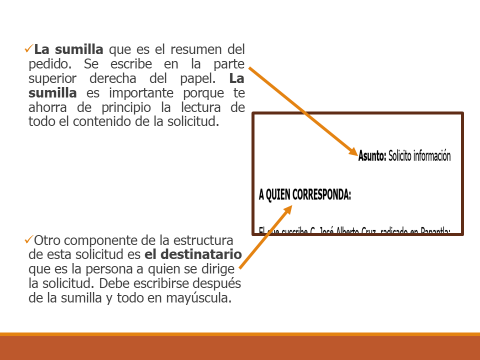 ✓La sumilla que es el resumen del
pedido. Se escribe en la parte
superior derecha del papel. La
sumilla es importante porque te
ahorra de principio la lectura de
todo el contenido de la solicitud.
Asunto: Solicito información
A QUIEN CORRESPONDA:
El que suscribe C. José Alberto Cruz, radicado en Papantla;
✓Otro componente de la estructura
de esta solicitud es el destinatario
que es la persona a quien se dirige
la solicitud. Debe escribirse después
de la sumilla y todo en mayúscula.